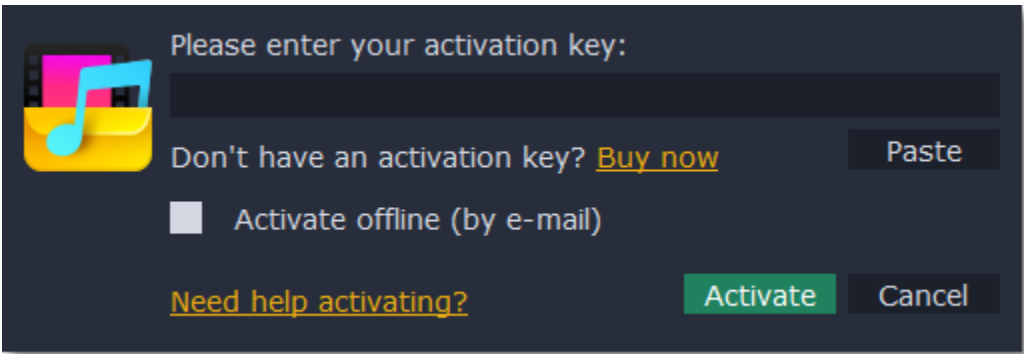 Please enter your activation key:
Don't have an activation key? Buy now
Paste
Activate offline (by e-mail)
Need help activating?
Activate
Cancel